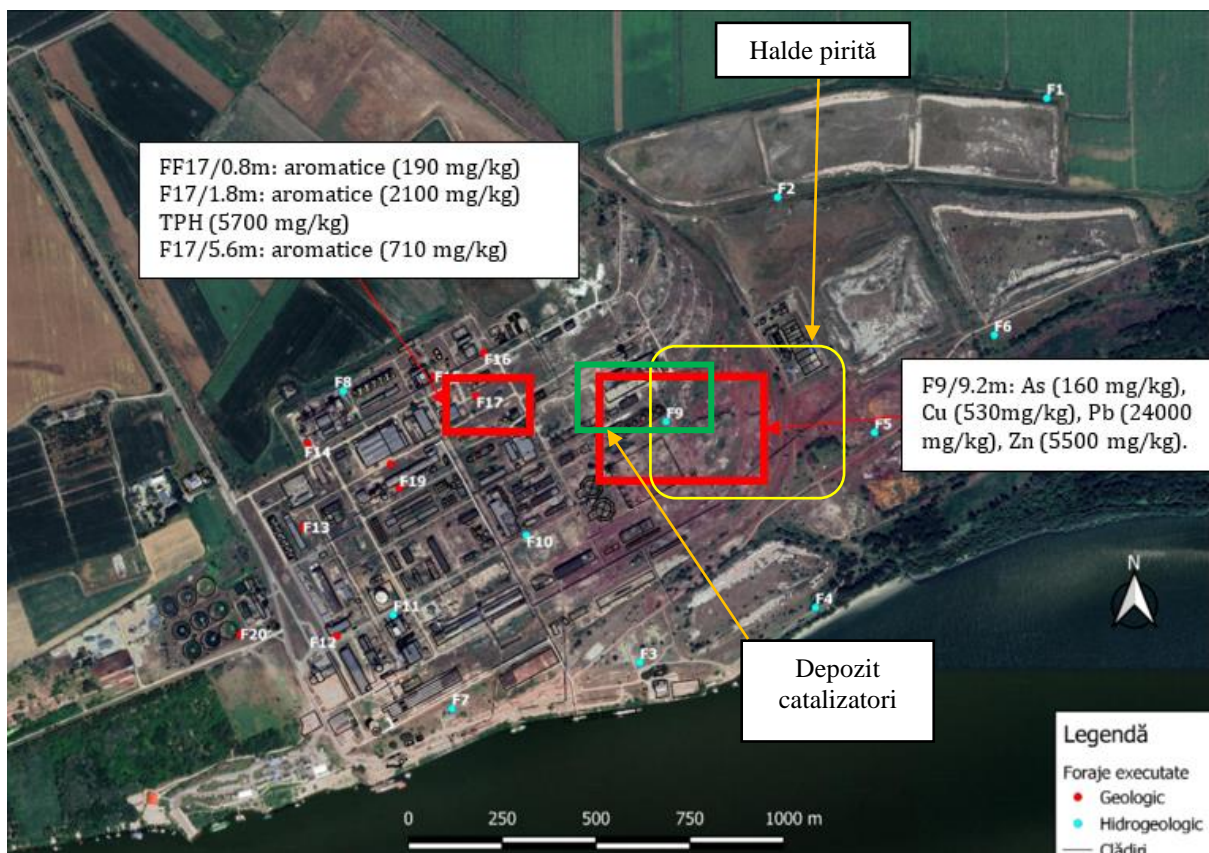 Halde pirită
F1
F2
FF17/0.8m: aromatice (190 mg/kg)
F17/1.8m: aromatice (2100 mg/kg)
TPH (5700 mg/kg)
F17/5.6m: aromatice (710 mg/kg)
F6
F16
F8
F17
F9
F9/9.2m: As (160 mg/kg),
Cu (530mg/kg), Pb (24000
mg/kg), Zn (5500 mg/kg).
F5
F14
F19
F13
F10
N
F11
F4
F12
F20
F3
Depozit
catalizatori
F7
Legendă
Foraje executate
Geologic
Hidrogeologic
Clădiri
0 250 500 750 1000 m